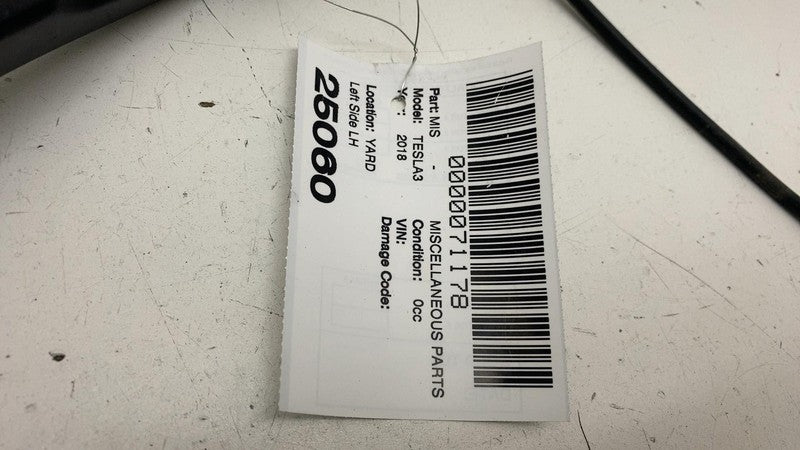 0000071178
Part: MIS - MISCELLANEOUS PARTS
Model: TESLA3 Condition: 0cc
Year: 2018 VIN:
Damage Code:
Location: YARD
Left Side LH
25060